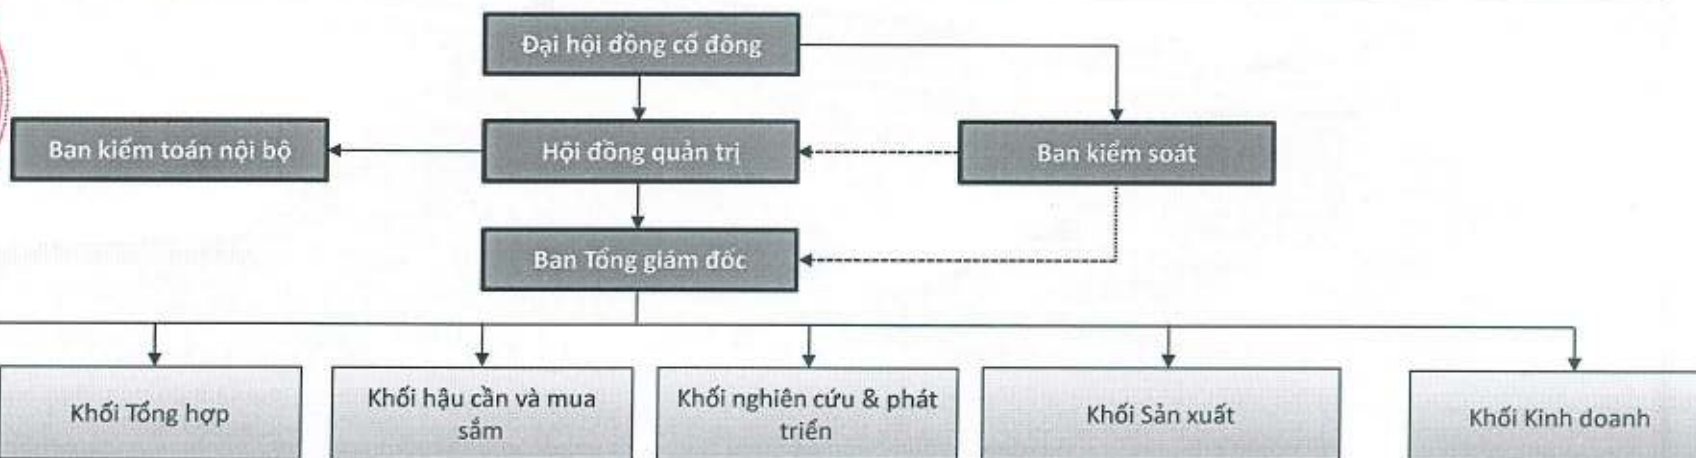 Đại hội đồng cổ đông
Ban kiểm toán nội bộ
Hội đồng quản trị
Ban kiểm soát
Ban Tổng giám đốc
Khối Tổng hợp
Khối hậu cần và mua
sắm
Khối nghiên cứu & phát
triển
Khối Sản xuất
Khối Kinh doanh